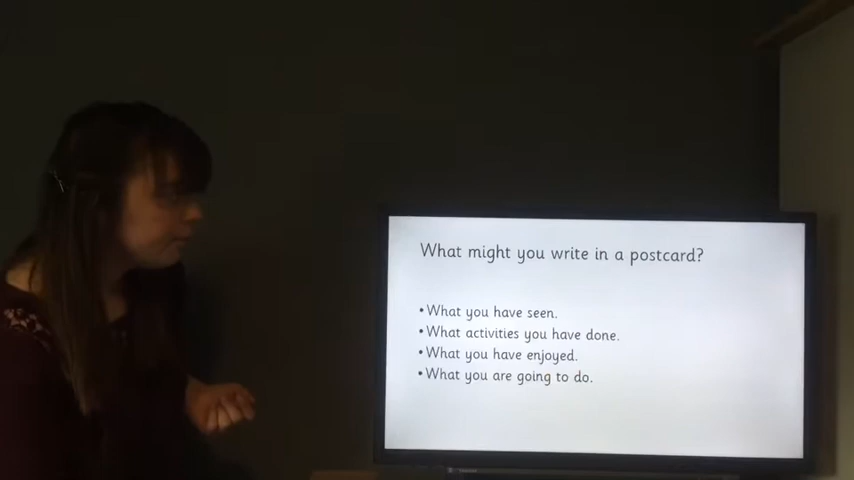 What might you write in a postcard?
• What you have seen.
• What activities you have done.
• What you have enjoyed.
• What you are going to do.